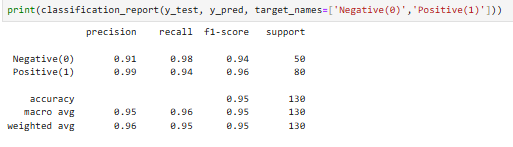 print(classification_report(y_test, y_pred, target_names=['Negative(0)','Positive(1)']))
precision recall f1-score support
Negative(0) 0.91 0.98 0.94 50
Positive(1) 0.99 0.94 0.96 80
accuracy 0.95 130
macro avg 0.95 0.96 0.95 130
weighted avg 0.96 0.95 0.95 130